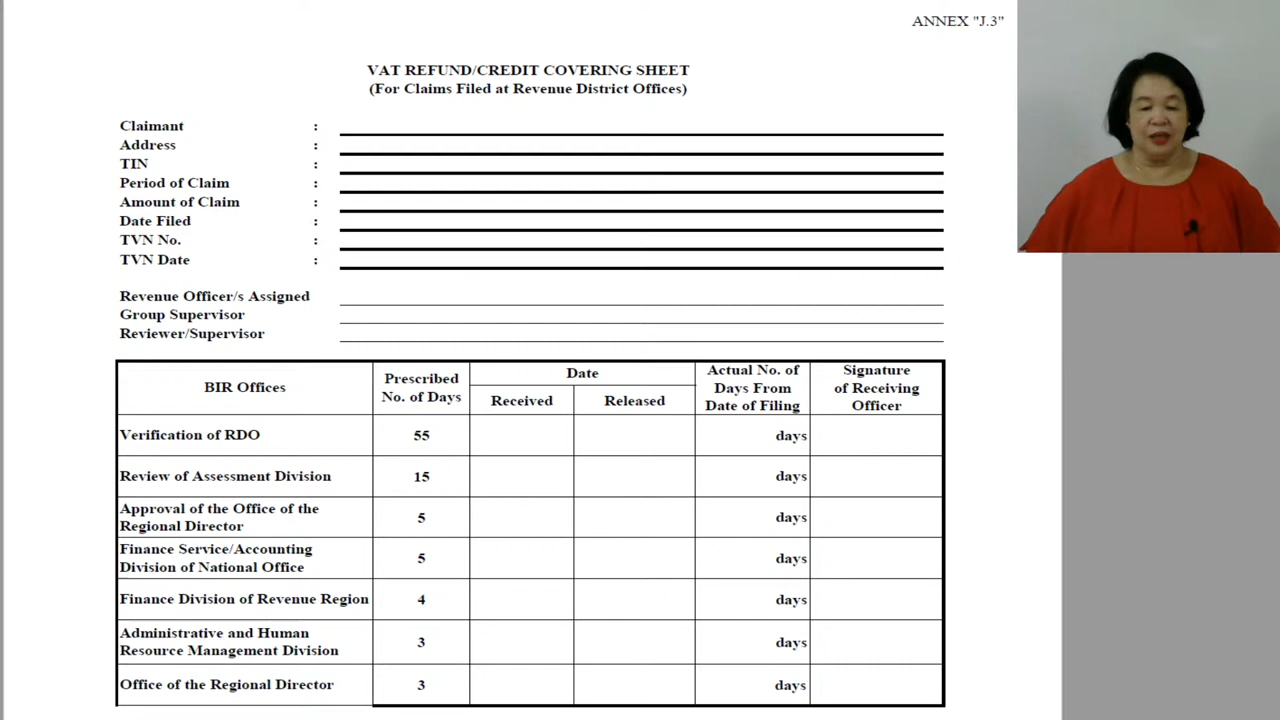 ANNEX "J.3"
VAT REFUND/CREDIT COVERING SHEET
(For Claims Filed at Revenue District Offices)
Claimant :
Address :
TIN :
Period of Claim :
Amount of Claim :
Date Filed :
TVN No. :
TVN Date :
Revenue Officer/s Assigned
Group Supervisor
Reviewer/Supervisor
BIR Offices
Prescribed
No. of Days
Date
Received Released
Actual No. of
Days From
Date of Filing
Signature
of Receiving
Officer
Verification of RDO 55 days
Review of Assessment Division 15 days
Approval of the Office of the
Regional Director 5 days
Finance Service/Accounting
Division of National Office 5 days
Finance Division of Revenue Region 4 days
Administrative and Human
Resource Management Division 3 days
Office of the Regional Director 3 days